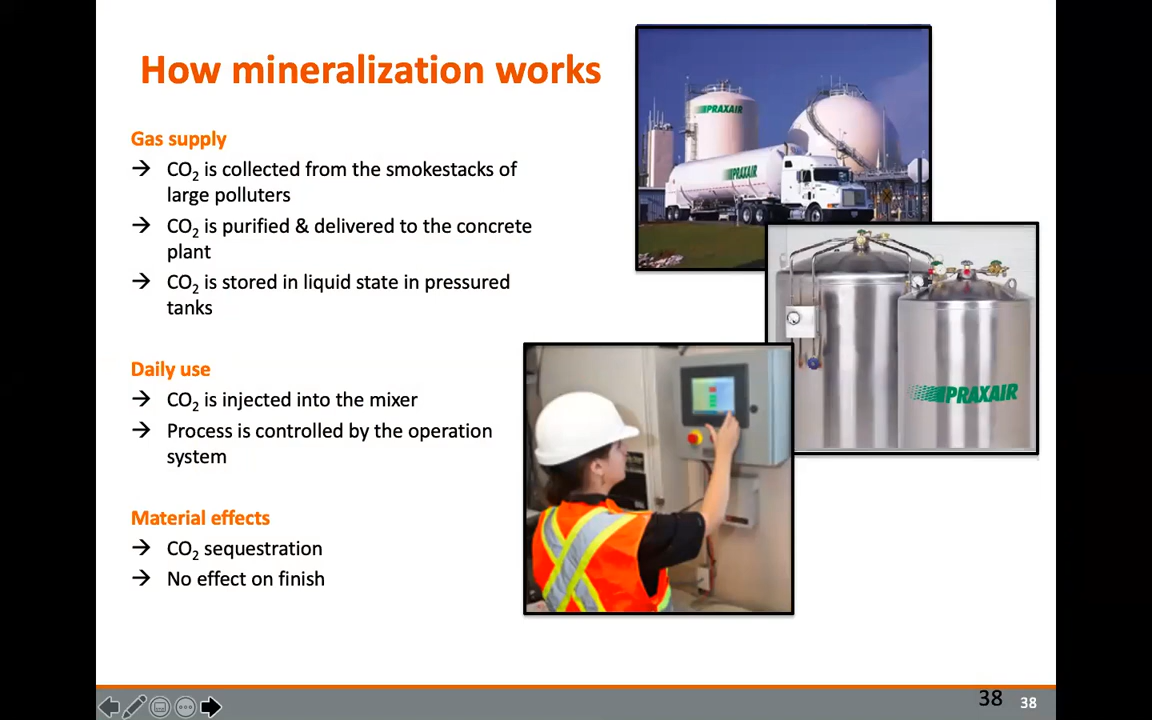 How mineralization works
Gas supply
→ CO₂ is collected from the smokestacks of
large polluters
→ CO₂ is purified & delivered to the concrete
plant
→ CO₂ is stored in liquid state in pressured
tanks
Daily use
→ CO₂ is injected into the mixer
→ Process is controlled by the operation
system
Material effects
→ CO₂ sequestration
→ No effect on finish
PRAXAIR
PRAXAIR
PRAXAIR
38
38